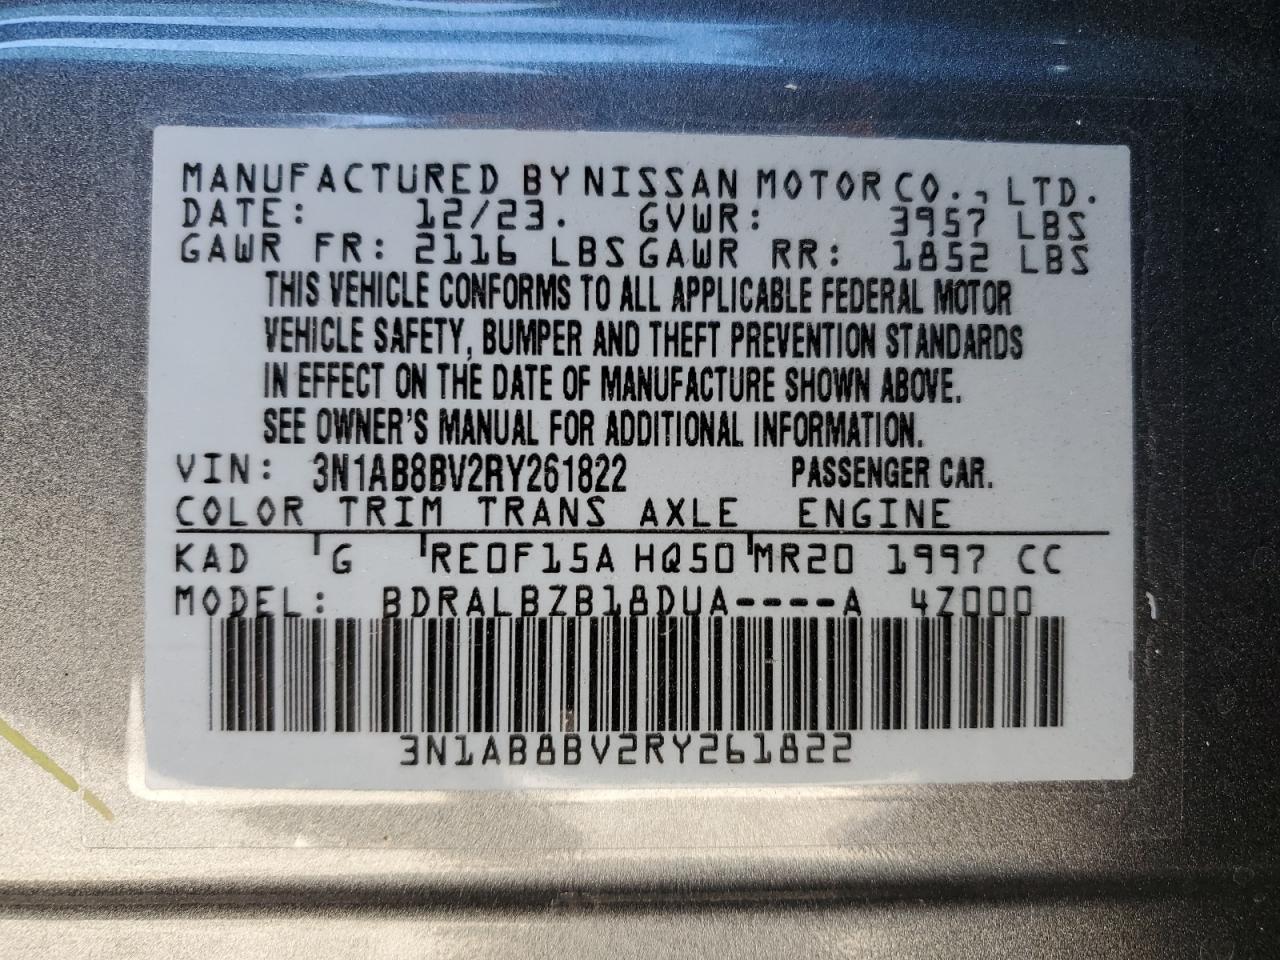 MANUFACTURED BY NISSAN MOTOR CO., LTD.
DATE: 12/23. GVWR: 3957 LBS
GAWR FR: 2116 LBS GAWR RR: 1852 LBS
THIS VEHICLE CONFORMS TO ALL APPLICABLE FEDERAL MOTOR
VEHICLE SAFETY, BUMPER AND THEFT PREVENTION STANDARDS
IN EFFECT ON THE DATE OF MANUFACTURE SHOWN ABOVE.
SEE OWNER'S MANUAL FOR ADDITIONAL INFORMATION.
VIN: 3N1AB8BV2RY261822 PASSENGER CAR.
COLOR TRIM TRANS AXLE ENGINE
KAD G RE0F15A HQ50 MR20 1997 CC
MODEL: BDRALBZB18DUA----A 4Z000
3N1AB8BV2RY261822